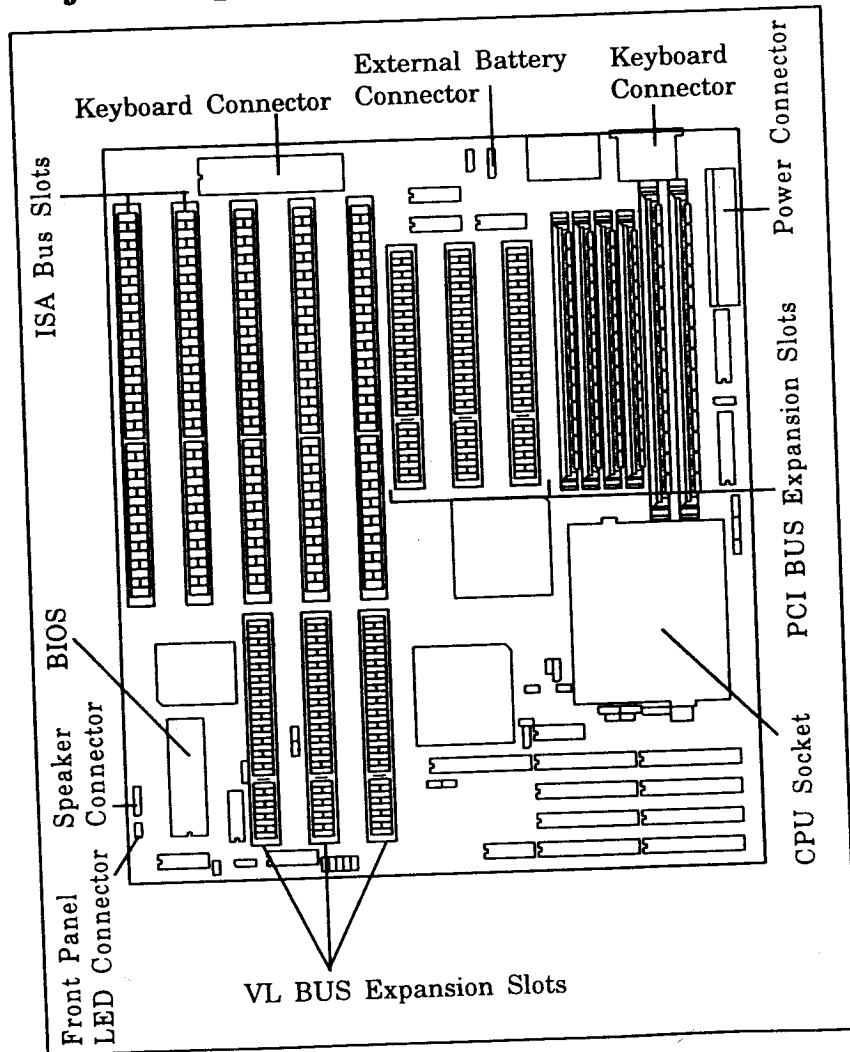 External Battery
Connector
Keyboard
Connector
Keyboard Connector
Power Connector
ISA Bus Slots
PCI BUS Expansion Slots
BIOS
Speaker
Connector
CPU Socket
Front Panel
LED Connector
VL BUS Expansion Slots